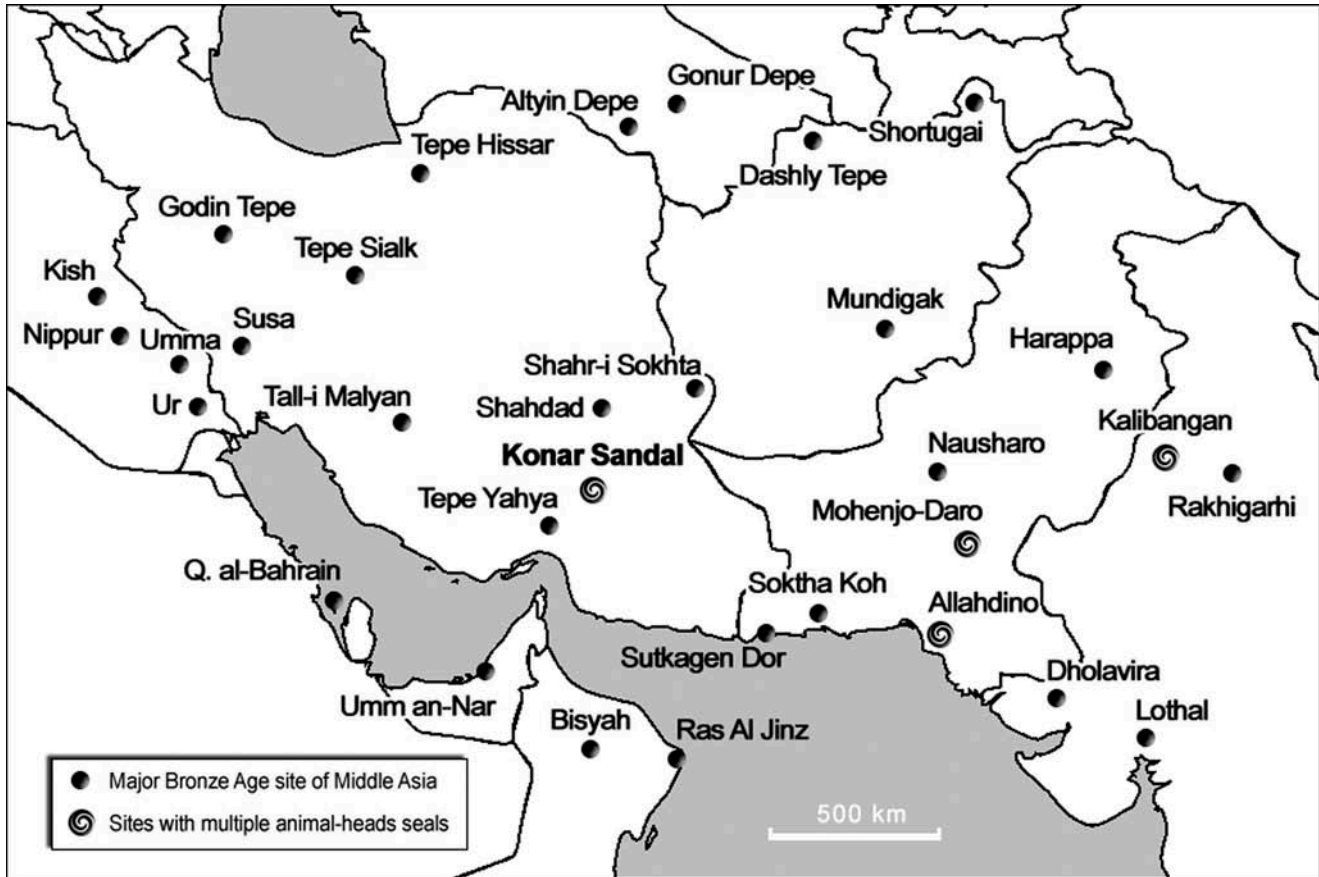 Gonur Depe
Altyin Depe
Shortugai
Tepe Hissar
Dashly Tepe
Godin Tepe
Tepe Sialk
Kish
Mundigak
Susa
Nippur
Umma
Harappa
Shahr-i Sokhta
Ur
Tall-i Malyan
Shahdad
Kalibangan
Nausharo
Konar Sandal
Tepe Yahya
Rakhigarhi
Mohenjo-Daro
Q. al-Bahrain
Soktha Koh
Allahdino
Sutkagen Dor
Dholavira
Umm an-Nar
Bisyah
Ras Al Jinz
Lothal
Major Bronze Age site of Middle Asia
Sites with multiple animal-heads seals
500 km